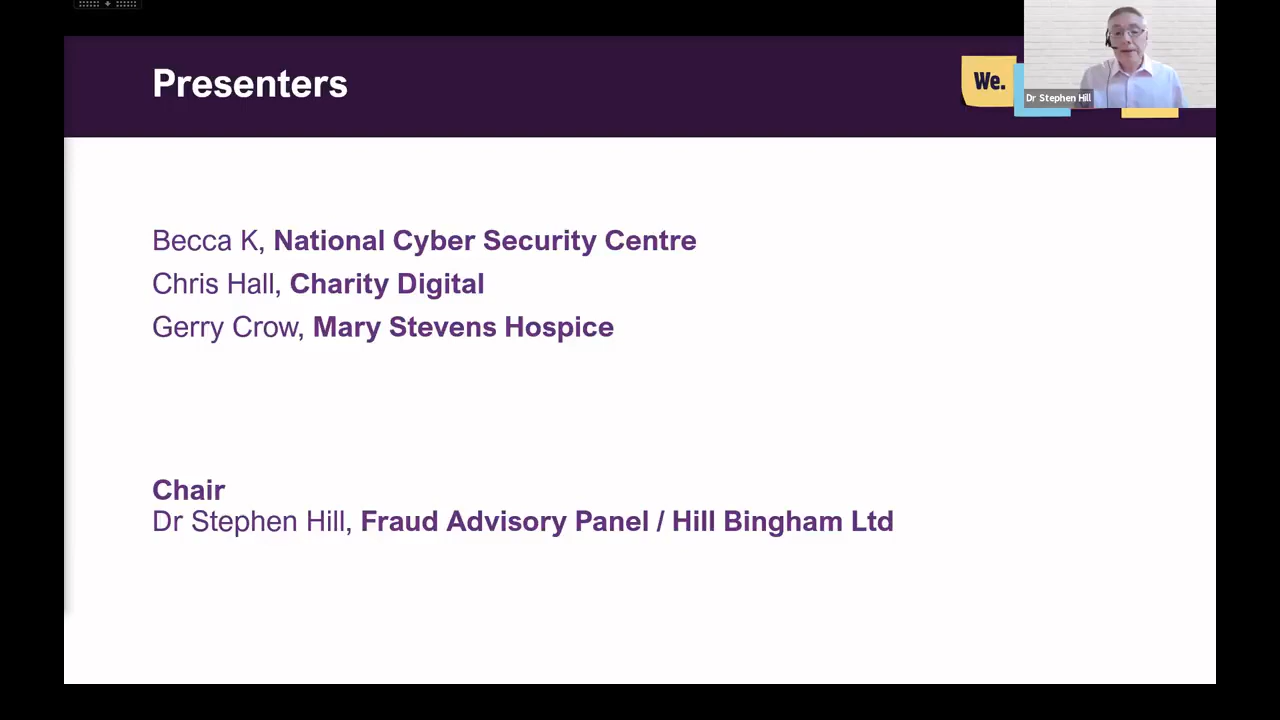 Presenters
We.
Dr Stephen Hill
Becca K, National Cyber Security Centre
Chris Hall, Charity Digital
Gerry Crow, Mary Stevens Hospice
Chair
Dr Stephen Hill, Fraud Advisory Panel / Hill Bingham Ltd